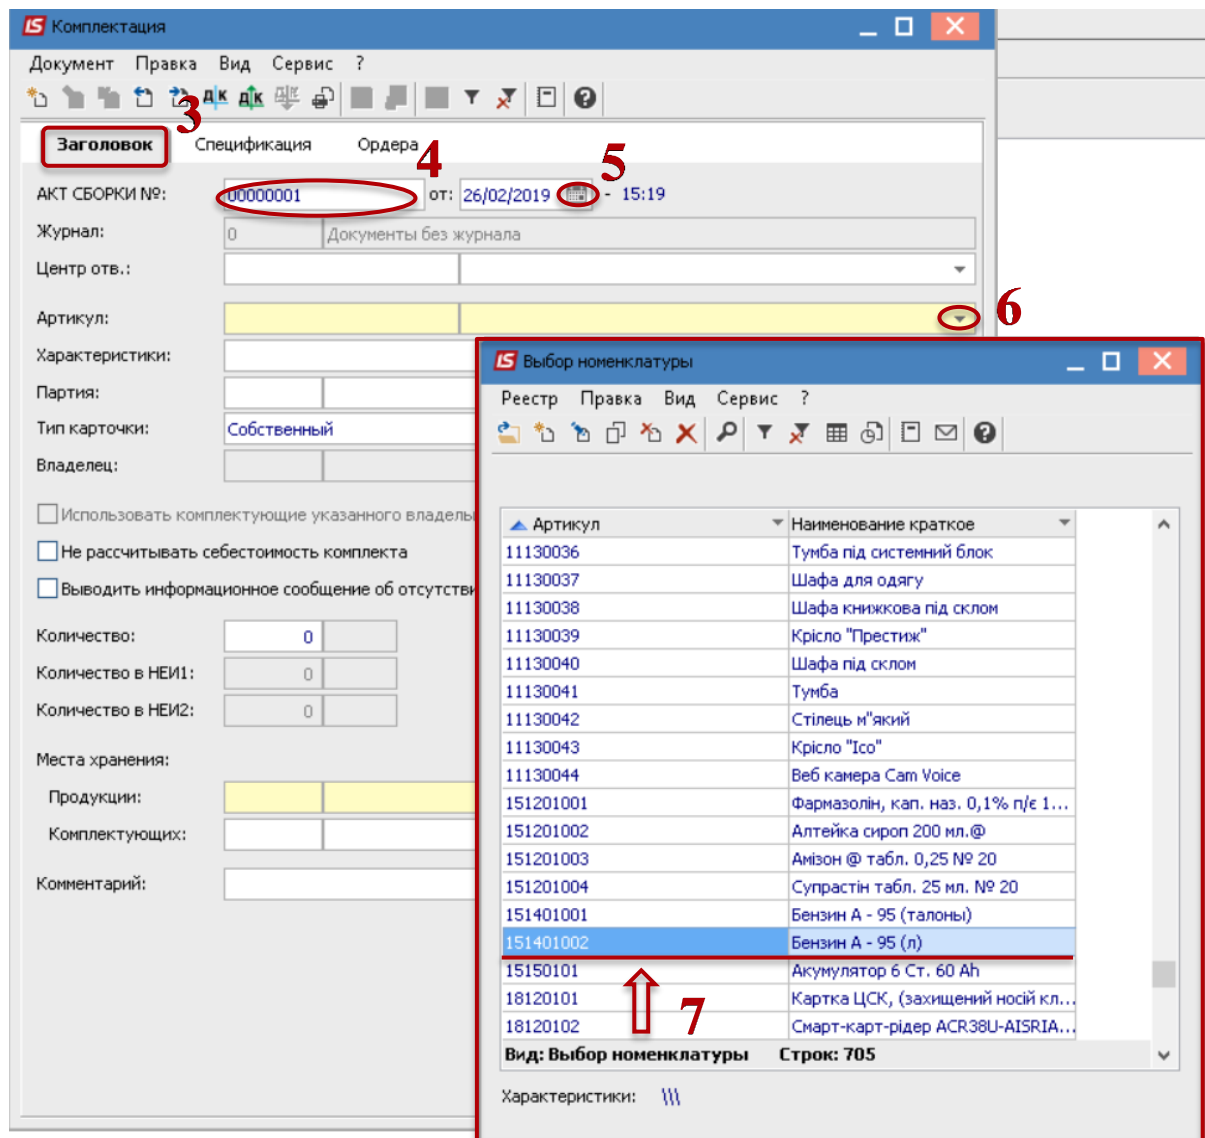 Комплектация
Документ Правка Вид Сервис ?
3
Заголовок Спецификация Ордера
4
5
АКТ СБОРКИ №: 00000001 от: 26/02/2019 - 15:19
Журнал: 0 Документы без журнала
Центр отв.:
Артикул:
6
Характеристики:
Партия:
Тип карточки: Собственный
Владелец:
Использовать комплектующие указанного владель
Не рассчитывать себестоимость комплекта
Выводить информационное сообщение об отсутстви
Количество: 0
Количество в НЕИ1: 0
Количество в НЕИ2: 0
Места хранения:
Продукции:
Комплектующих:
Комментарий:
Выбор номенклатуры
Реестр Правка Вид Сервис ?
Артикул Наименование краткое
11130036 Тумба під системний блок
11130037 Шафа для одягу
11130038 Шафа книжкова під склом
11130039 Крісло "Престиж"
11130040 Шафа під склом
11130041 Тумба
11130042 Стілець м"який
11130043 Крісло "Ісо"
11130044 Веб камера Cam Voice
151201001 Фармазолін, кап. наз. 0,1% п/є 1...
151201002 Алтейка сироп 200 мл.@
151201003 Амізон @ табл. 0,25 № 20
151201004 Супрастін табл. 25 мл. № 20
151401001 Бензин А - 95 (талоны)
151401002 Бензин А - 95 (л)
15150101 Акумулятор 6 Ст. 60 Ah
18120101 Картка ЦСК, (захищений носій кл...
18120102 Смарт-карт-рідер ACR38U-AISRIA...
7
Вид: Выбор номенклатуры Строк: 705
Характеристики: \\\